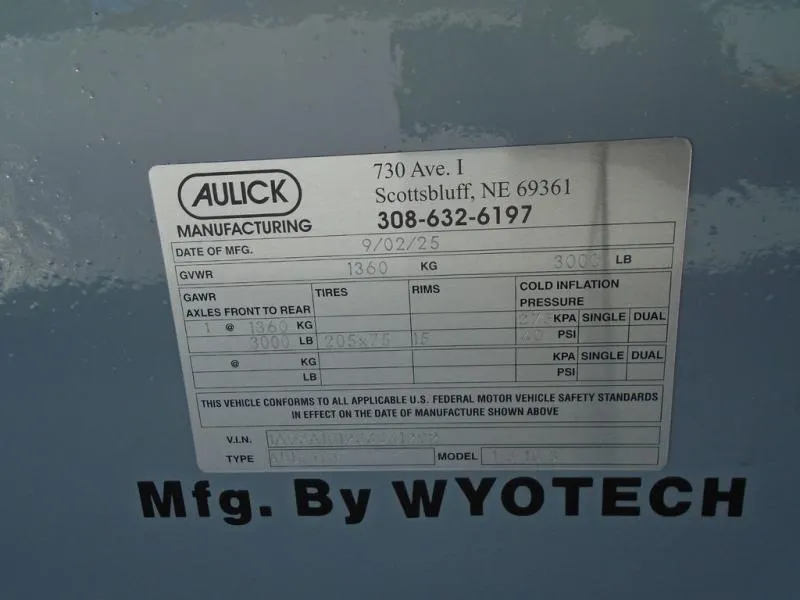 AULICK
MANUFACTURING
730 Ave. I
Scottsbluff, NE 69361
308-632-6197
DATE OF MFG. 9/02/25
GVWR 1360 KG 3000 LB
GAWR TIRES RIMS COLD INFLATION
AXLES FRONT TO REAR PRESSURE
1 @ 1360 KG KPA SINGLE DUAL
3000 LB 205x75 15 PSI
@ KG KPA SINGLE DUAL
LB PSI
THIS VEHICLE CONFORMS TO ALL APPLICABLE U.S. FEDERAL MOTOR VEHICLE SAFETY STANDARDS
IN EFFECT ON THE DATE OF MANUFACTURE SHOWN ABOVE
V.I.N.
TYPE MODEL
Mfg. By WYOTECH